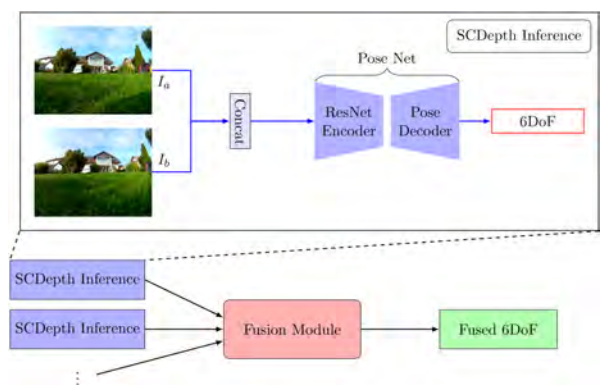 SCDepth Inference
Pose Net
I_a
Concat
ResNet
Encoder
Pose
Decoder
6DoF
I_b
SCDepth Inference
SCDepth Inference
Fusion Module
Fused 6DoF
⋮